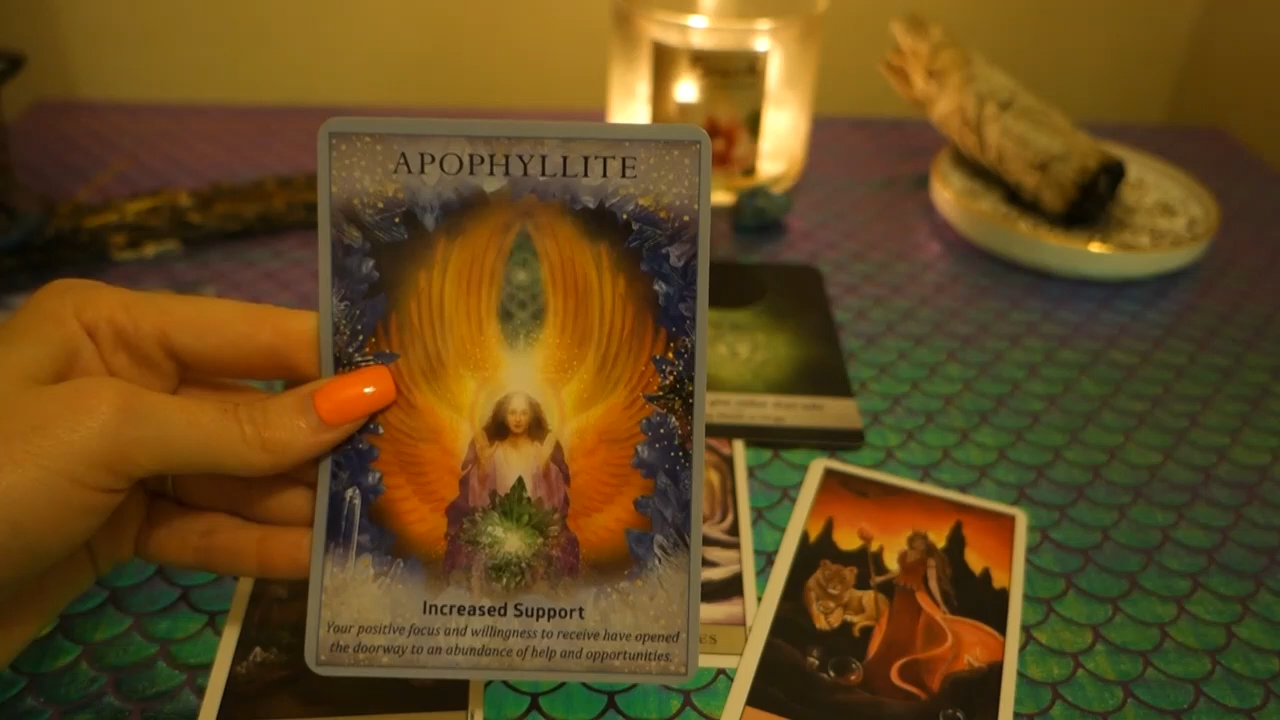 APOPHYLLITE
Increased Support
Your positive focus and willingness to receive have opened
the doorway to an abundance of help and opportunities.